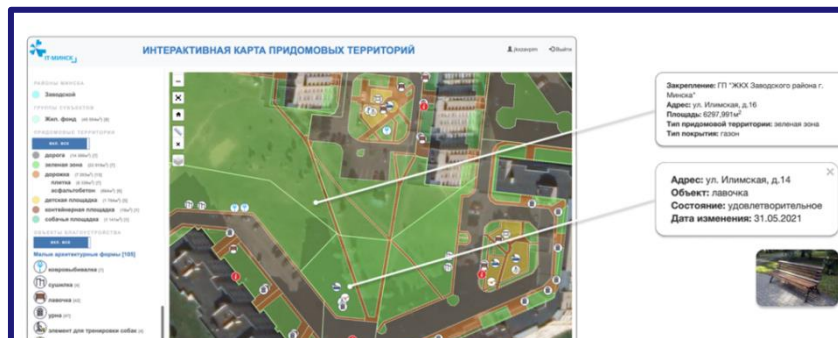 ІТ МИНСК
ИНТЕРАКТИВНАЯ КАРТА ПРИДОМОВЫХ ТЕРРИТОРИЙ
Выйти
РАЙОНЫ МИНСКА
Заводской
ГРУППЫ СУБЪЕКТОВ
Жил. фонд
ПРИДОМОВЫЕ ТЕРРИТОРИИ
дорога
зеленая зона
дорожка
плитка
асфальтобетон
детская площадка
контейнерная площадка
собачья площадка
ОБЪЕКТЫ БЛАГОУСТРОЙСТВА
Малые архитектурные формы [105]
ковровыбивалка
сушилка
лавочка
урна
элемент для тренировки собак
Закрепление: ГП "ЖКХ Заводского района г.
Минска"
Адрес: ул. Илимская, д.16
Площадь: 6297,991м²
Тип придомовой территории: зеленая зона
Тип покрытия: газон
Адрес: ул. Илимская, д.14
Объект: лавочка
Состояние: удовлетворительное
Дата изменения: 31.05.2021